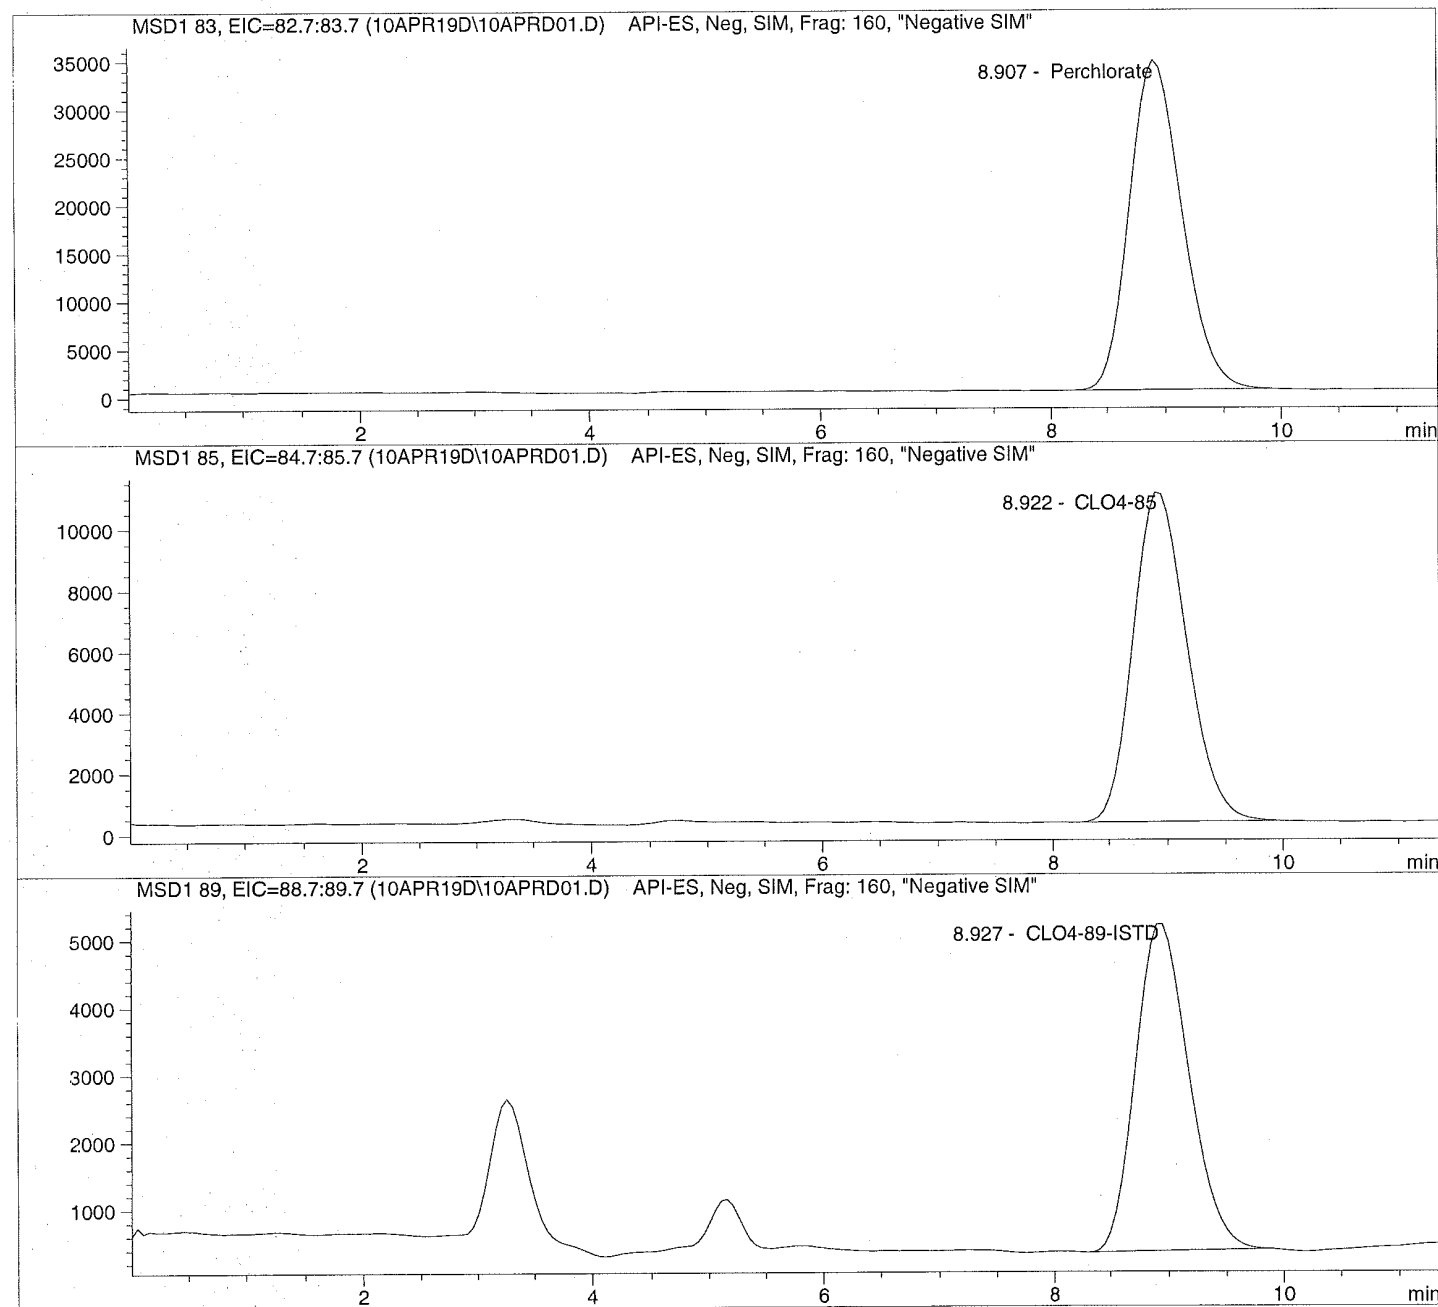 MSD1 83, EIC=82.7:83.7 (10APR19D\10APRD01.D) API-ES, Neg, SIM, Frag: 160, "Negative SIM"
35000
8.907 - Perchlorate
30000
25000
20000
15000
10000
5000
0
2 4 6 8 10 min
MSD1 85, EIC=84.7:85.7 (10APR19D\10APRD01.D) API-ES, Neg, SIM, Frag: 160, "Negative SIM"
8.922 - CLO4-85
10000
8000
6000
4000
2000
0
2 4 6 8 10 min
MSD1 89, EIC=88.7:89.7 (10APR19D\10APRD01.D) API-ES, Neg, SIM, Frag: 160, "Negative SIM"
8.927 - CLO4-89-ISTD
5000
4000
3000
2000
1000
2 4 6 8 10 min